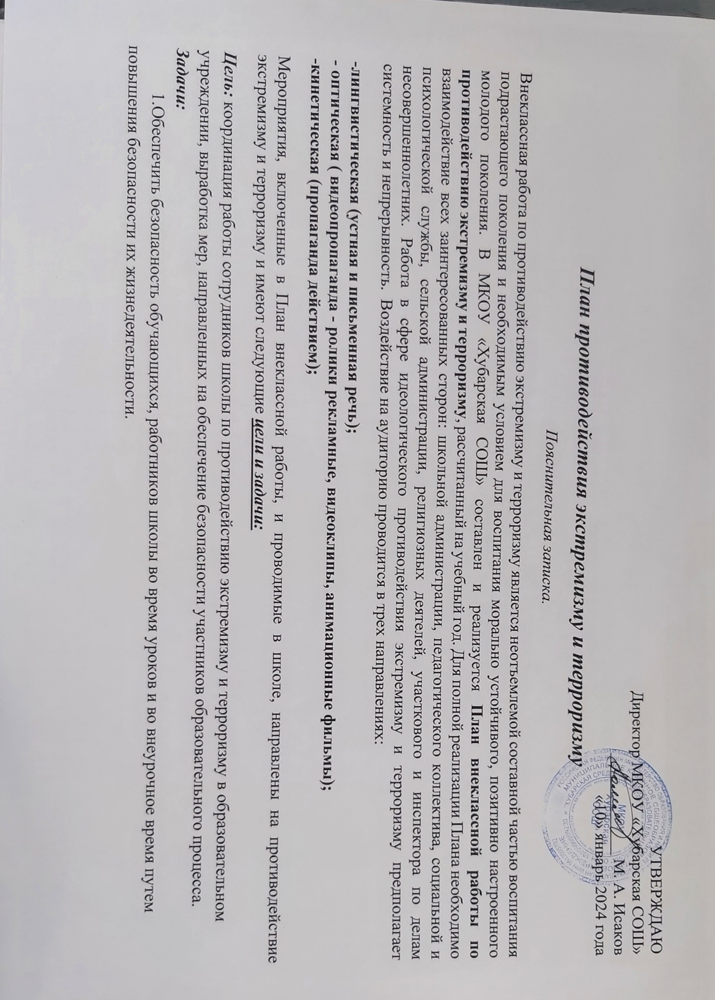 УТВЕРЖДАЮ
Директор МКОУ «Хубарская СОШ»
М. А. Исаков
«10» январь 2024 года
План противодействия экстремизму и терроризму
Пояснительная записка.
Внеклассная работа по противодействию экстремизму и терроризму является неотъемлемой составной частью воспитания
подрастающего поколения и необходимым условием для воспитания морально устойчивого, позитивно настроенного
молодого поколения. В МКОУ «Хубарская СОШ» составлен и реализуется План внеклассной работы по
противодействию экстремизму и терроризму, рассчитанный на учебный год. Для полной реализации Плана необходимо
взаимодействие всех заинтересованных сторон: школьной администрации, педагогического коллектива, социальной и
психологической службы, сельской администрации, религиозных деятелей, участкового и инспектора по делам
несовершеннолетних. Работа в сфере идеологического противодействия экстремизму и терроризму предполагает
системность и непрерывность. Воздействие на аудиторию проводится в трех направлениях:
-лингвистическая (устная и письменная речь);
- оптическая ( видеопропаганда - ролики рекламные, видеоклипы, анимационные фильмы);
-кинетическая (пропаганда действием);
Мероприятия, включенные в План внеклассной работы, и проводимые в школе, направлены на противодействие
экстремизму и терроризму и имеют следующие цели и задачи:
Цель: координация работы сотрудников школы по противодействию экстремизму и терроризму в образовательном
учреждении, выработка мер, направленных на обеспечение безопасности участников образовательного процесса.
Задачи:
1.Обеспечить безопасность обучающихся, работников школы во время уроков и во внеурочное время путем
повышения безопасности их жизнедеятельности.